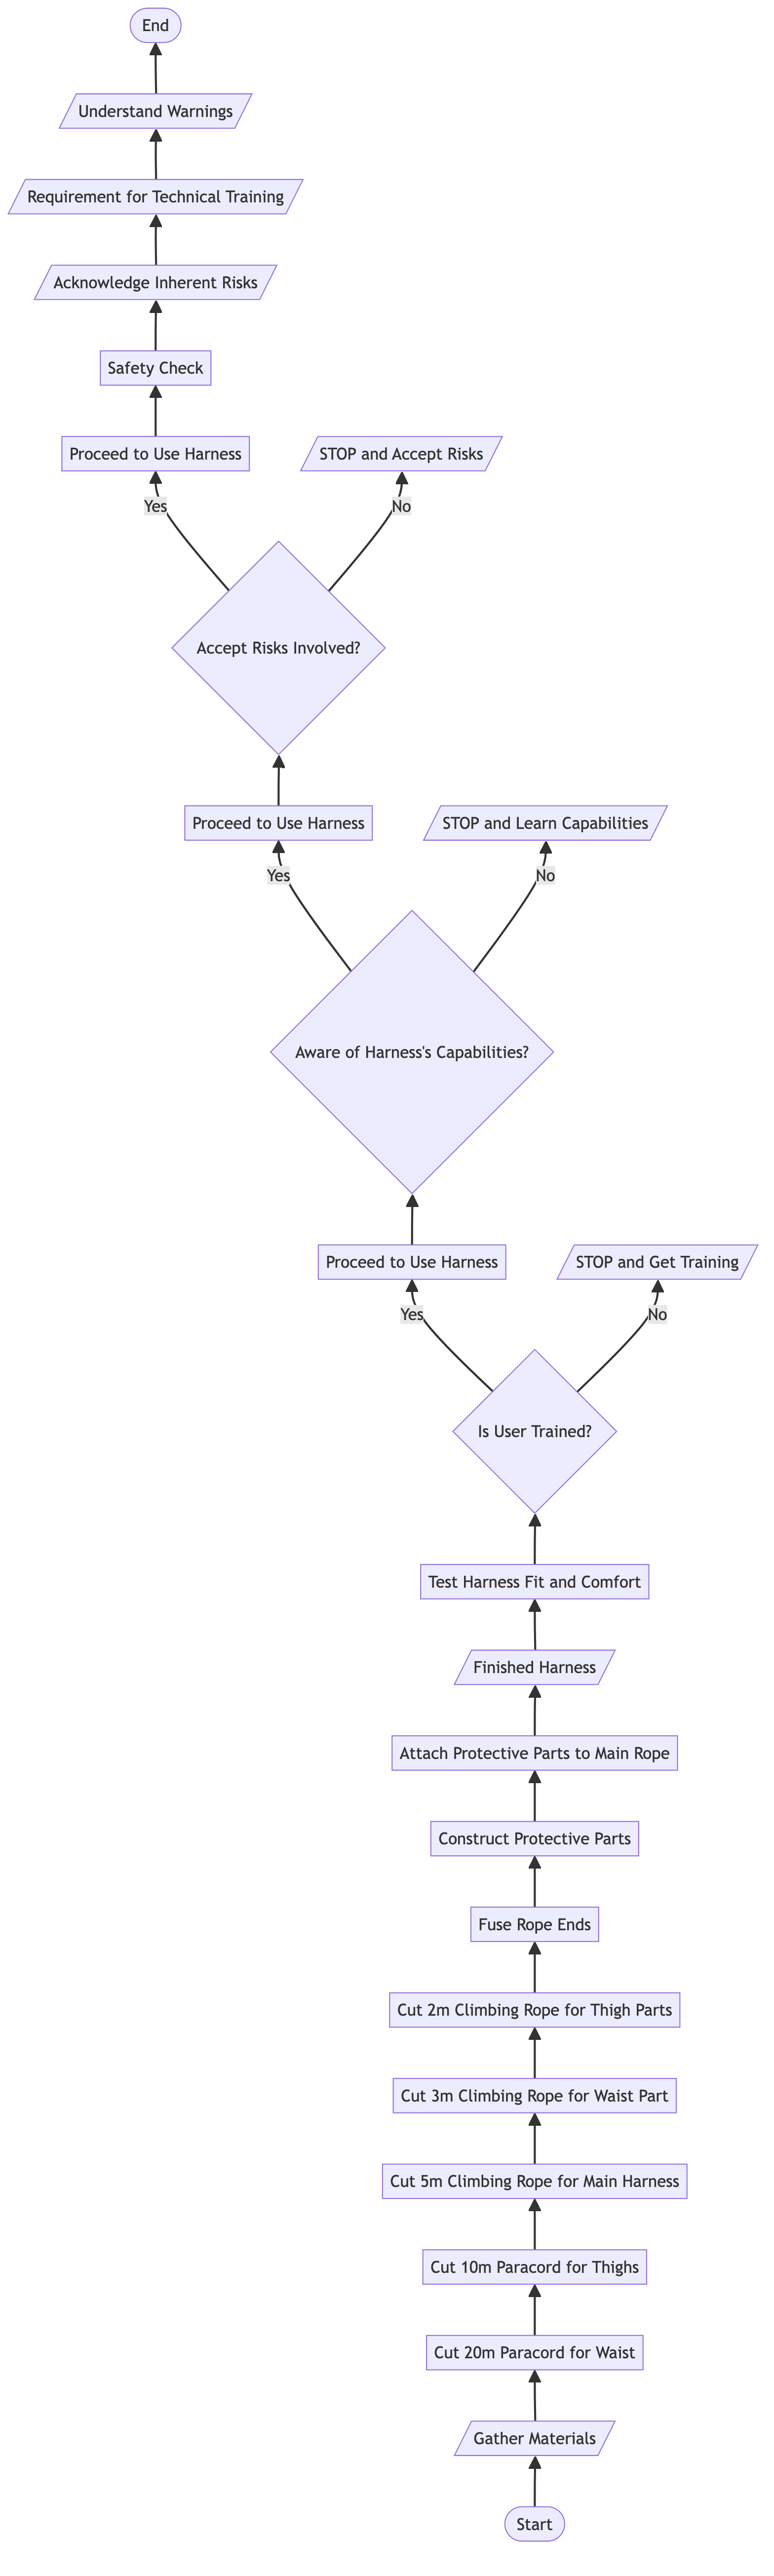 End
Understand Warnings
Requirement for Technical Training
Acknowledge Inherent Risks
Safety Check
Proceed to Use Harness
STOP and Accept Risks
Yes
No
Accept Risks Involved?
Proceed to Use Harness
STOP and Learn Capabilities
Yes
No
Aware of Harness's Capabilities?
Proceed to Use Harness
STOP and Get Training
Yes
No
Is User Trained?
Test Harness Fit and Comfort
Finished Harness
Attach Protective Parts to Main Rope
Construct Protective Parts
Fuse Rope Ends
Cut 2m Climbing Rope for Thigh Parts
Cut 3m Climbing Rope for Waist Part
Cut 5m Climbing Rope for Main Harness
Cut 10m Paracord for Thighs
Cut 20m Paracord for Waist
Gather Materials
Start